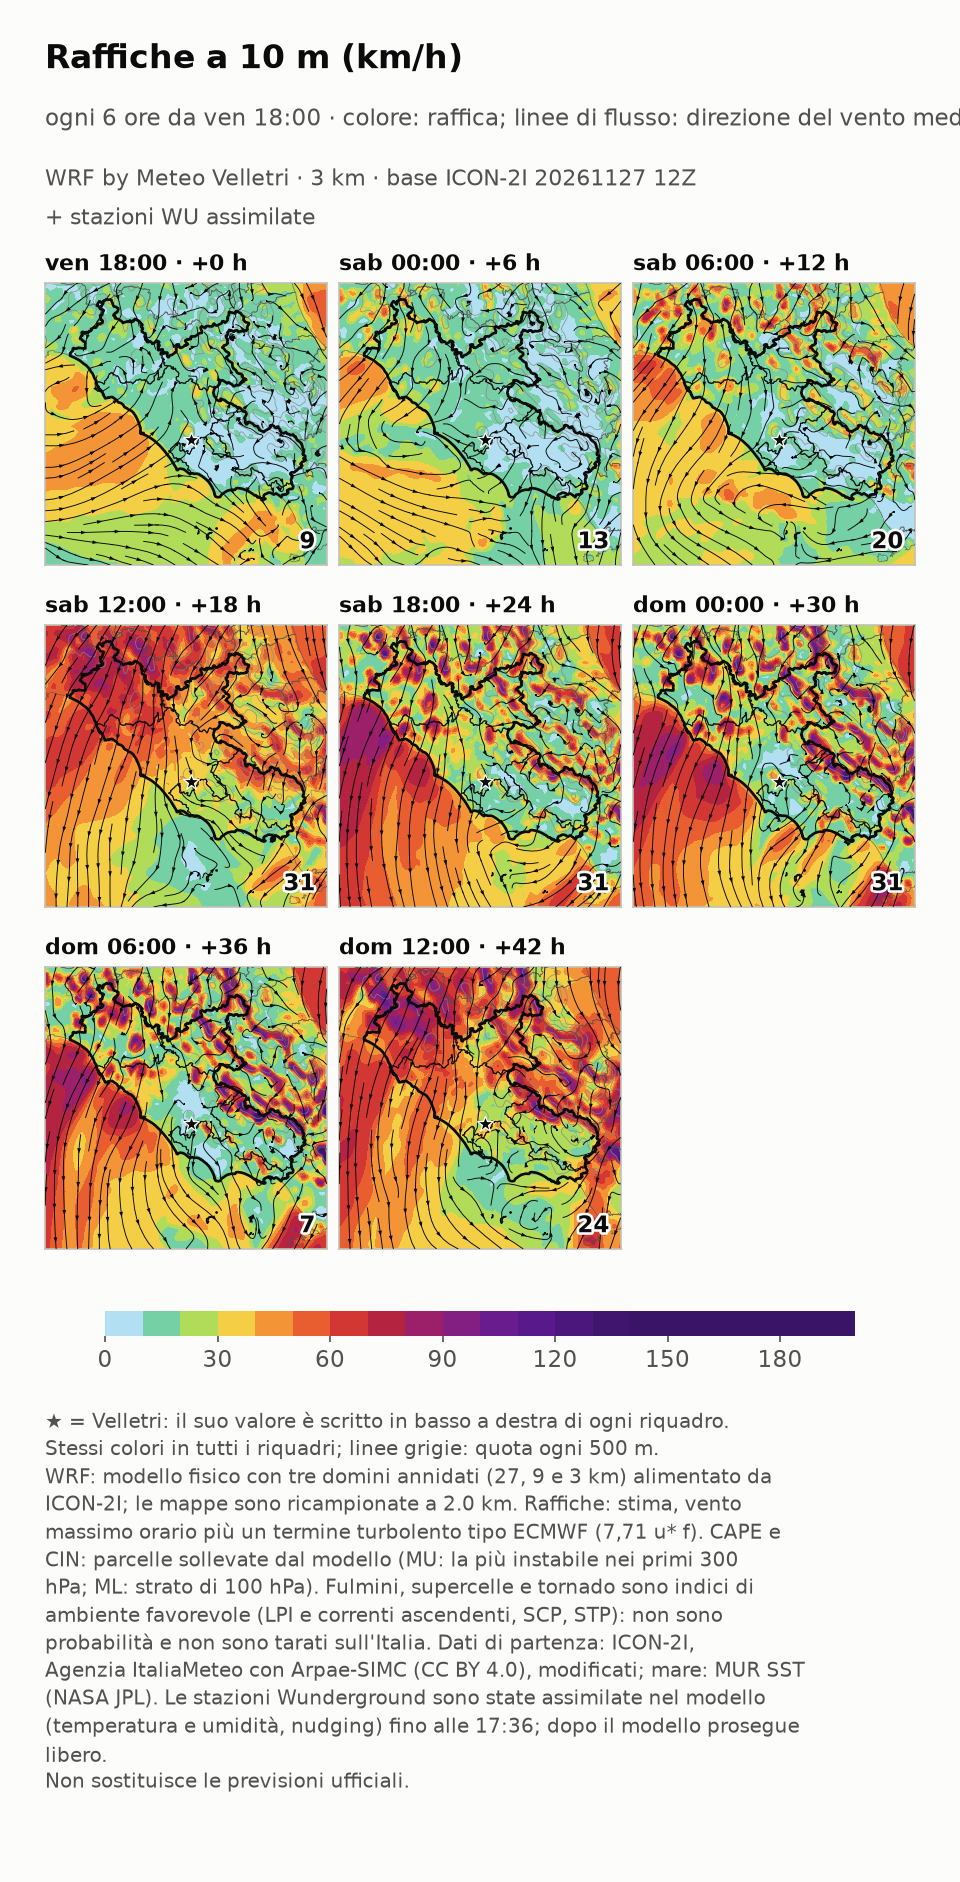 Raffiche a 10 m (km/h)
ogni 6 ore da ven 18:00 · colore: raffica; linee di flusso: direzione del vento med
WRF by Meteo Velletri · 3 km · base ICON-2I 20261127 12Z
+ stazioni WU assimilate
ven 18:00 · +0 h
sab 00:00 · +6 h
sab 06:00 · +12 h
9
13
20
sab 12:00 · +18 h
sab 18:00 · +24 h
dom 00:00 · +30 h
31
31
31
dom 06:00 · +36 h
dom 12:00 · +42 h
7
24
0 30 60 90 120 150 180
★ = Velletri: il suo valore è scritto in basso a destra di ogni riquadro.
Stessi colori in tutti i riquadri; linee grigie: quota ogni 500 m.
WRF: modello fisico con tre domini annidati (27, 9 e 3 km) alimentato da
ICON-2I; le mappe sono ricampionate a 2.0 km. Raffiche: stima, vento
massimo orario più un termine turbolento tipo ECMWF (7,71 u* f). CAPE e
CIN: parcelle sollevate dal modello (MU: la più instabile nei primi 300
hPa; ML: strato di 100 hPa). Fulmini, supercelle e tornado sono indici di
ambiente favorevole (LPI e correnti ascendenti, SCP, STP): non sono
probabilità e non sono tarati sull'Italia. Dati di partenza: ICON-2I,
Agenzia ItaliaMeteo con Arpae-SIMC (CC BY 4.0), modificati; mare: MUR SST
(NASA JPL). Le stazioni Wunderground sono state assimilate nel modello
(temperatura e umidità, nudging) fino alle 17:36; dopo il modello prosegue
libero.
Non sostituisce le previsioni ufficiali.